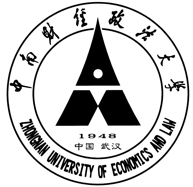 中南财经政法大学
1948
中国 武汉
ZHONGNAN UNIVERSITY OF ECONOMICS AND LAW